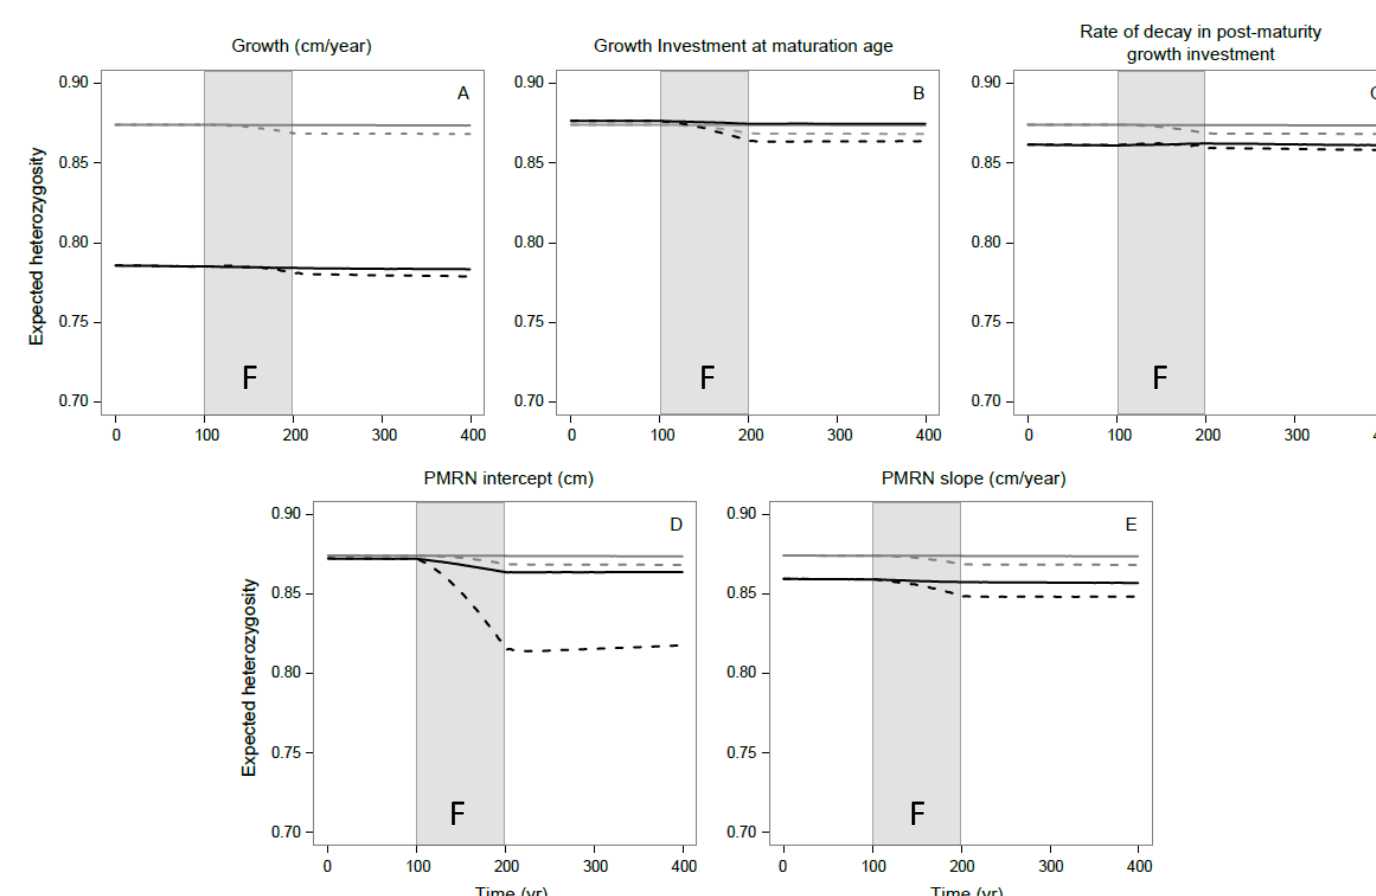 Growth (cm/year)
Growth Investment at maturation age
Rate of decay in post-maturity
growth investment
Expected heterozygosity
0.90
0.85
0.80
0.75
0.70
A
F
0 100 200 300 400
0.90
0.85
0.80
0.75
0.70
B
F
0 100 200 300 400
0.90
0.85
0.80
0.75
0.70
F
0 100 200 300
PMRN intercept (cm)
PMRN slope (cm/year)
Expected heterozygosity
0.90
0.85
0.80
0.75
0.70
D
F
0 100 200 300 400
Time (yr)
0.90
0.85
0.80
0.75
0.70
E
F
0 100 200 300 400
Time (yr)